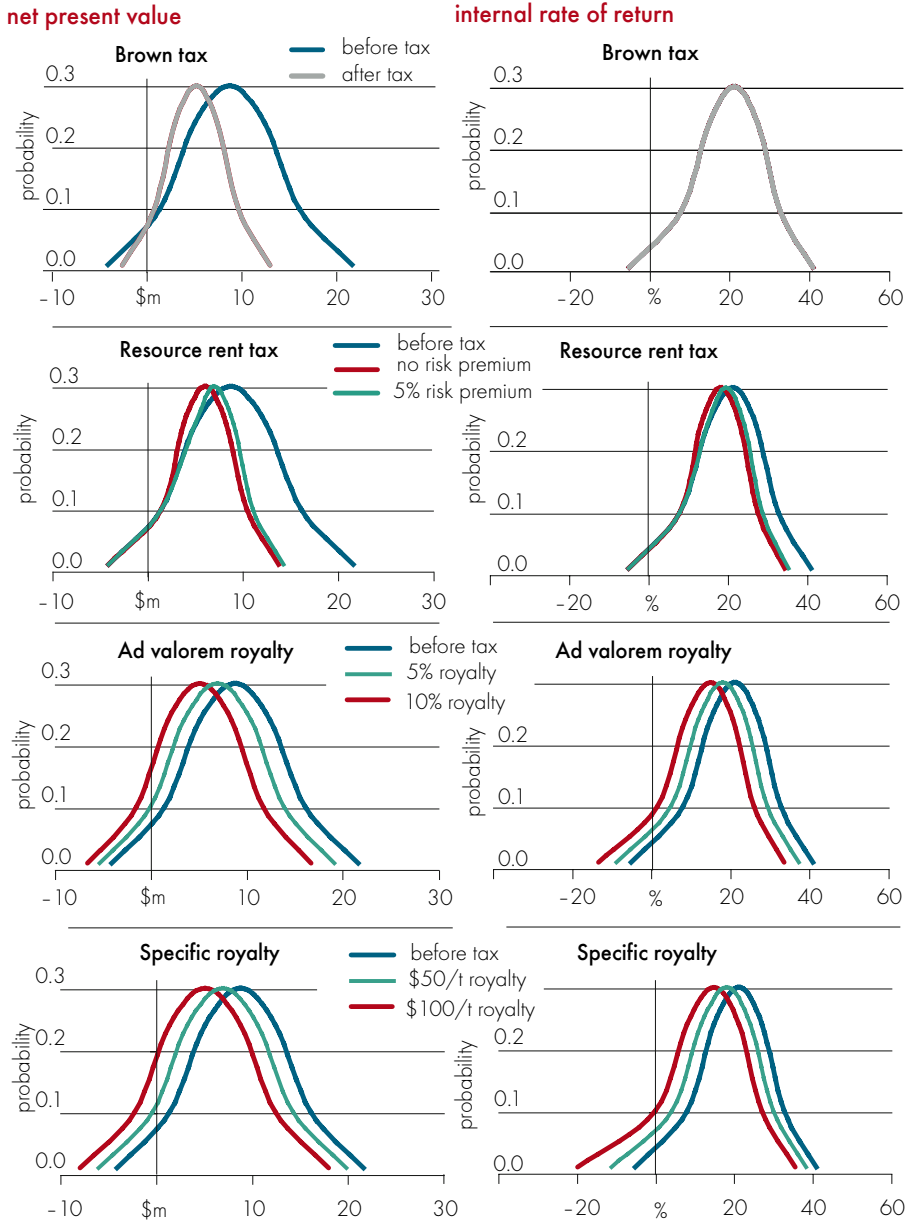 net present value
internal rate of return
Brown tax
before tax
after tax
probability
0.3
0.2
0.1
0.0
-10
$m
10
20
30
Brown tax
probability
0.3
0.2
0.1
0.0
-20
%
20
40
60
Resource rent tax
before tax
no risk premium
5% risk premium
probability
0.3
0.2
0.1
0.0
-10
$m
10
20
30
Resource rent tax
probability
0.3
0.2
0.1
0.0
-20
%
20
40
60
Ad valorem royalty
before tax
5% royalty
10% royalty
probability
0.3
0.2
0.1
0.0
-10
$m
10
20
30
Ad valorem royalty
probability
0.2
0.1
0.0
-20
%
20
40
60
Specific royalty
before tax
$50/t royalty
$100/t royalty
probability
0.3
0.2
0.1
0.0
-10
$m
10
20
30
Specific royalty
probability
0.2
0.1
0.0
-20
%
20
40
60